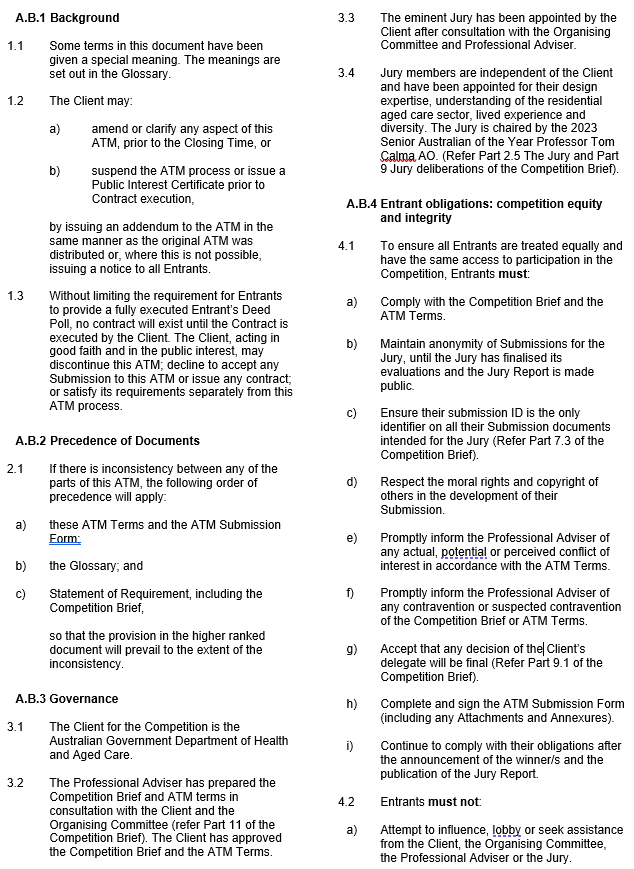 A.B.1 Background
1.1 Some terms in this document have been
given a special meaning. The meanings are
set out in the Glossary.
1.2 The Client may:
a) amend or clarify any aspect of this
ATM, prior to the Closing Time, or
b) suspend the ATM process or issue a
Public Interest Certificate prior to
Contract execution,
by issuing an addendum to the ATM in the
same manner as the original ATM was
distributed or, where this is not possible,
issuing a notice to all Entrants.
1.3 Without limiting the requirement for Entrants
to provide a fully executed Entrant's Deed
Poll, no contract will exist until the Contract is
executed by the Client. The Client, acting in
good faith and in the public interest, may
discontinue this ATM; decline to accept any
Submission to this ATM or issue any contract;
or satisfy its requirements separately from this
ATM process.
A.B.2 Precedence of Documents
2.1 If there is inconsistency between any of the
parts of this ATM, the following order of
precedence will apply:
a) these ATM Terms and the ATM Submission
Form;
b) the Glossary; and
c) Statement of Requirement, including the
Competition Brief,
so that the provision in the higher ranked
document will prevail to the extent of the
inconsistency.
A.B.3 Governance
3.1 The Client for the Competition is the
Australian Government Department of Health
and Aged Care.
3.2 The Professional Adviser has prepared the
Competition Brief and ATM terms in
consultation with the Client and the
Organising Committee (refer Part 11 of the
Competition Brief). The Client has approved
the Competition Brief and the ATM Terms.
3.3 The eminent Jury has been appointed by the
Client after consultation with the Organising
Committee and Professional Adviser.
3.4 Jury members are independent of the Client
and have been appointed for their design
expertise, understanding of the residential
aged care sector, lived experience and
diversity. The Jury is chaired by the 2023
Senior Australian of the Year Professor Tom
Calma AO. (Refer Part 2.5 The Jury and Part
9 Jury deliberations of the Competition Brief).
A.B.4 Entrant obligations: competition equity
and integrity
4.1 To ensure all Entrants are treated equally and
have the same access to participation in the
Competition, Entrants must:
a) Comply with the Competition Brief and the
ATM Terms.
b) Maintain anonymity of Submissions for the
Jury, until the Jury has finalised its
evaluations and the Jury Report is made
public.
c) Ensure their submission ID is the only
identifier on all their Submission documents
intended for the Jury (Refer Part 7.3 of the
Competition Brief).
d) Respect the moral rights and copyright of
others in the development of their
Submission.
e) Promptly inform the Professional Adviser of
any actual, potential or perceived conflict of
interest in accordance with the ATM Terms.
f) Promptly inform the Professional Adviser of
any contravention or suspected contravention
of the Competition Brief or ATM Terms.
g) Accept that any decision of the Client's
delegate will be final (Refer Part 9.1 of the
Competition Brief).
h) Complete and sign the ATM Submission Form
(including any Attachments and Annexures).
i) Continue to comply with their obligations after
the announcement of the winner/s and the
publication of the Jury Report.
4.2 Entrants must not:
a) Attempt to influence, lobby or seek assistance
from the Client, the Organising Committee,
the Professional Adviser or the Jury.